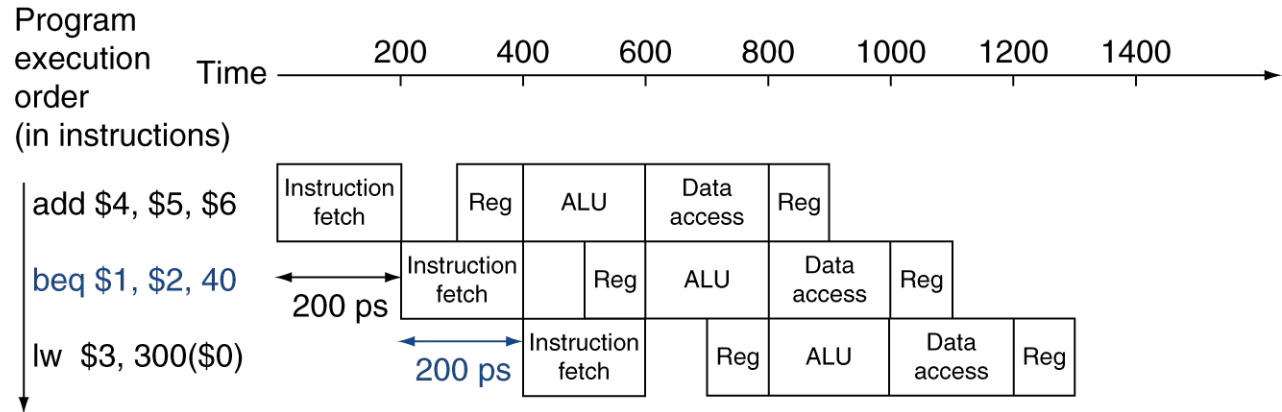 Program
execution
order
(in instructions)
Time
200 400 600 800 1000 1200 1400
add $4, $5, $6
Instruction
fetch
Reg
ALU
Data
access
Reg
beq $1, $2, 40
200 ps
Instruction
fetch
Reg
ALU
Data
access
Reg
lw $3, 300($0)
200 ps
Instruction
fetch
Reg
ALU
Data
access
Reg